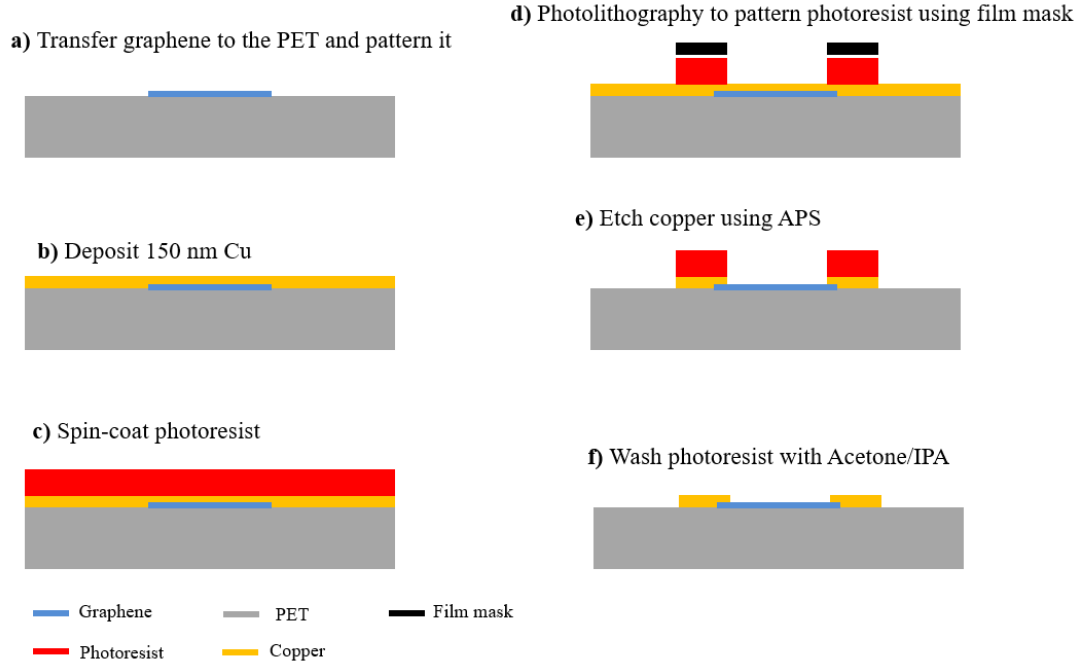 a) Transfer graphene to the PET and pattern it
b) Deposit 150 nm Cu
c) Spin-coat photoresist
d) Photolithography to pattern photoresist using film mask
e) Etch copper using APS
f) Wash photoresist with Acetone/IPA
Graphene
PET
Film mask
Photoresist
Copper